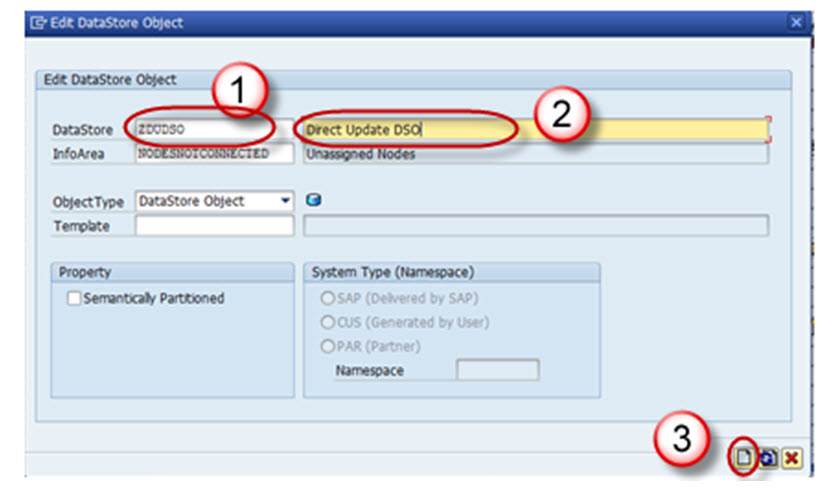 Edit DataStore Object
Edit DataStore Object
1
2
DataStore ZDUDSO Direct Update DSO
InfoArea NODESNOTCONNECTED Unassigned Nodes
ObjectType DataStore Object
Template
Property System Type (Namespace)
Semantically Partitioned SAP (Delivered by SAP)
CUS (Generated by User)
PAR (Partner)
Namespace
3